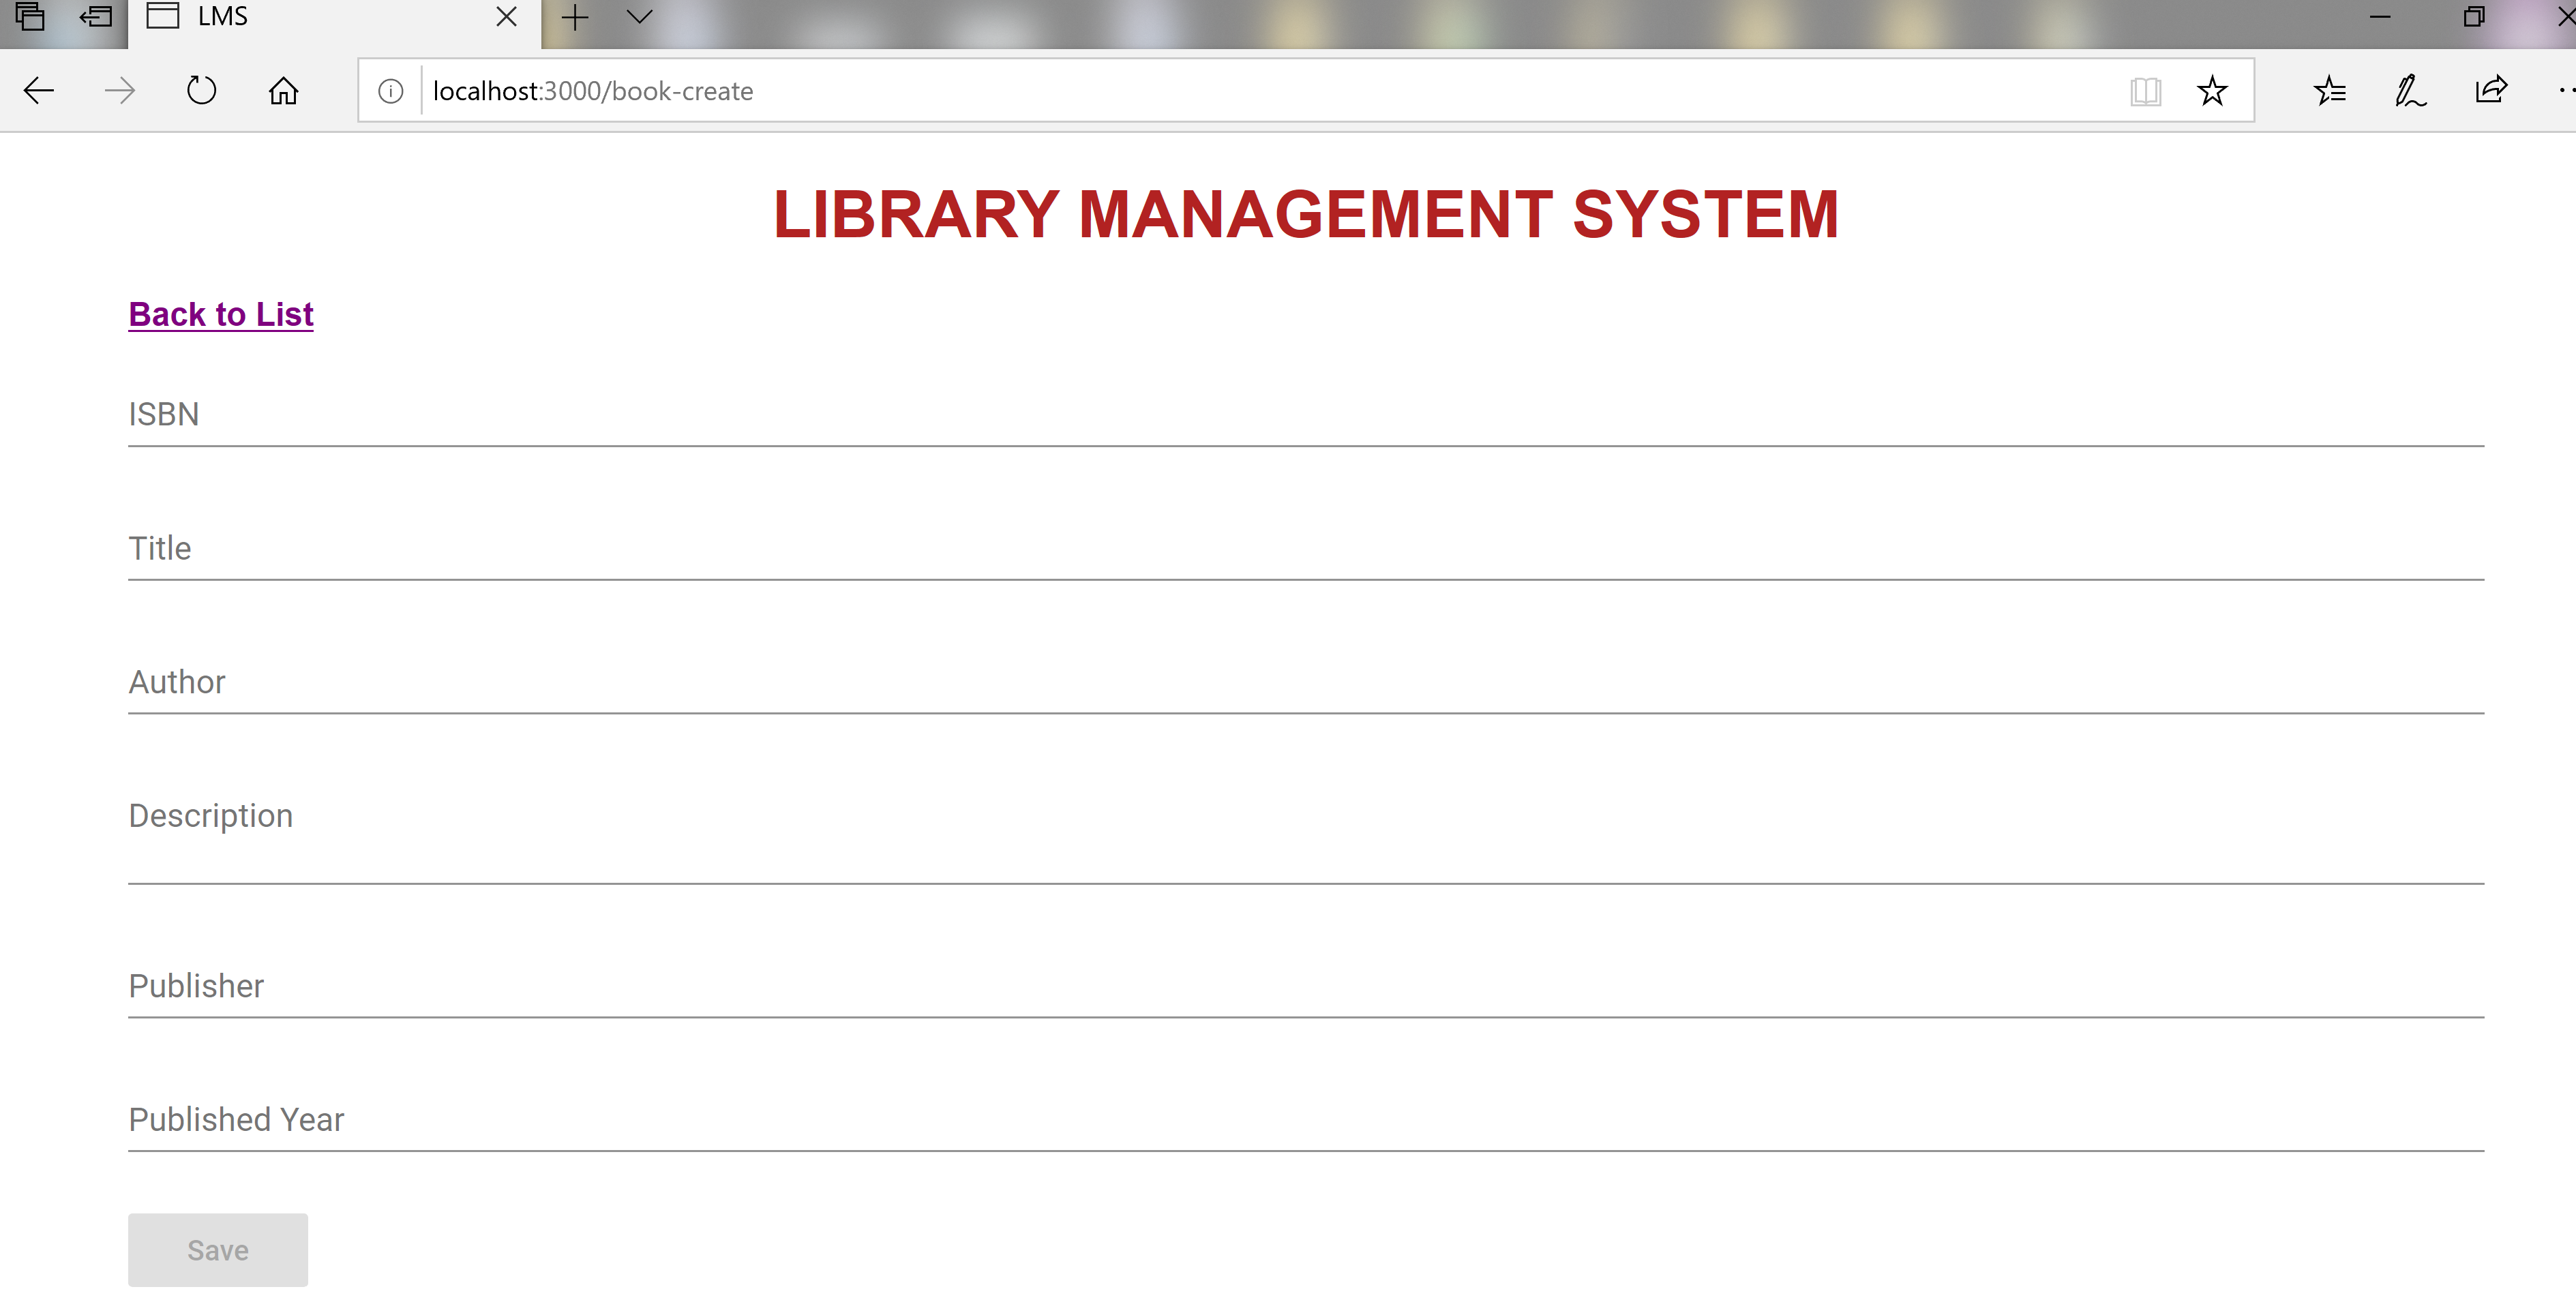 LMS
localhost:3000/book-create
LIBRARY MANAGEMENT SYSTEM
Back to List
ISBN
Title
Author
Description
Publisher
Published Year
Save